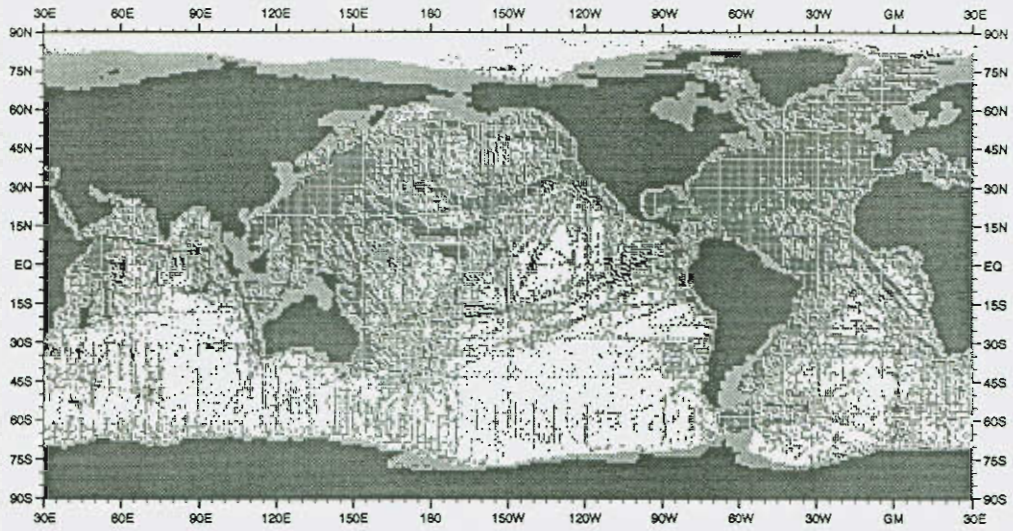 30E 60E 90E 120E 150E 180 150W 120W 90W 60W 30W GM 30E
90N 90N
75N 75N
60N 60N
45N 45N
30N 30N
15N 15N
EQ EQ
15S 15S
30S 30S
45S 45S
60S 60S
75S 75S
90S 90S
30E 60E 90E 120E 150E 180 150W 120W 90W 60W 30W GM 30E